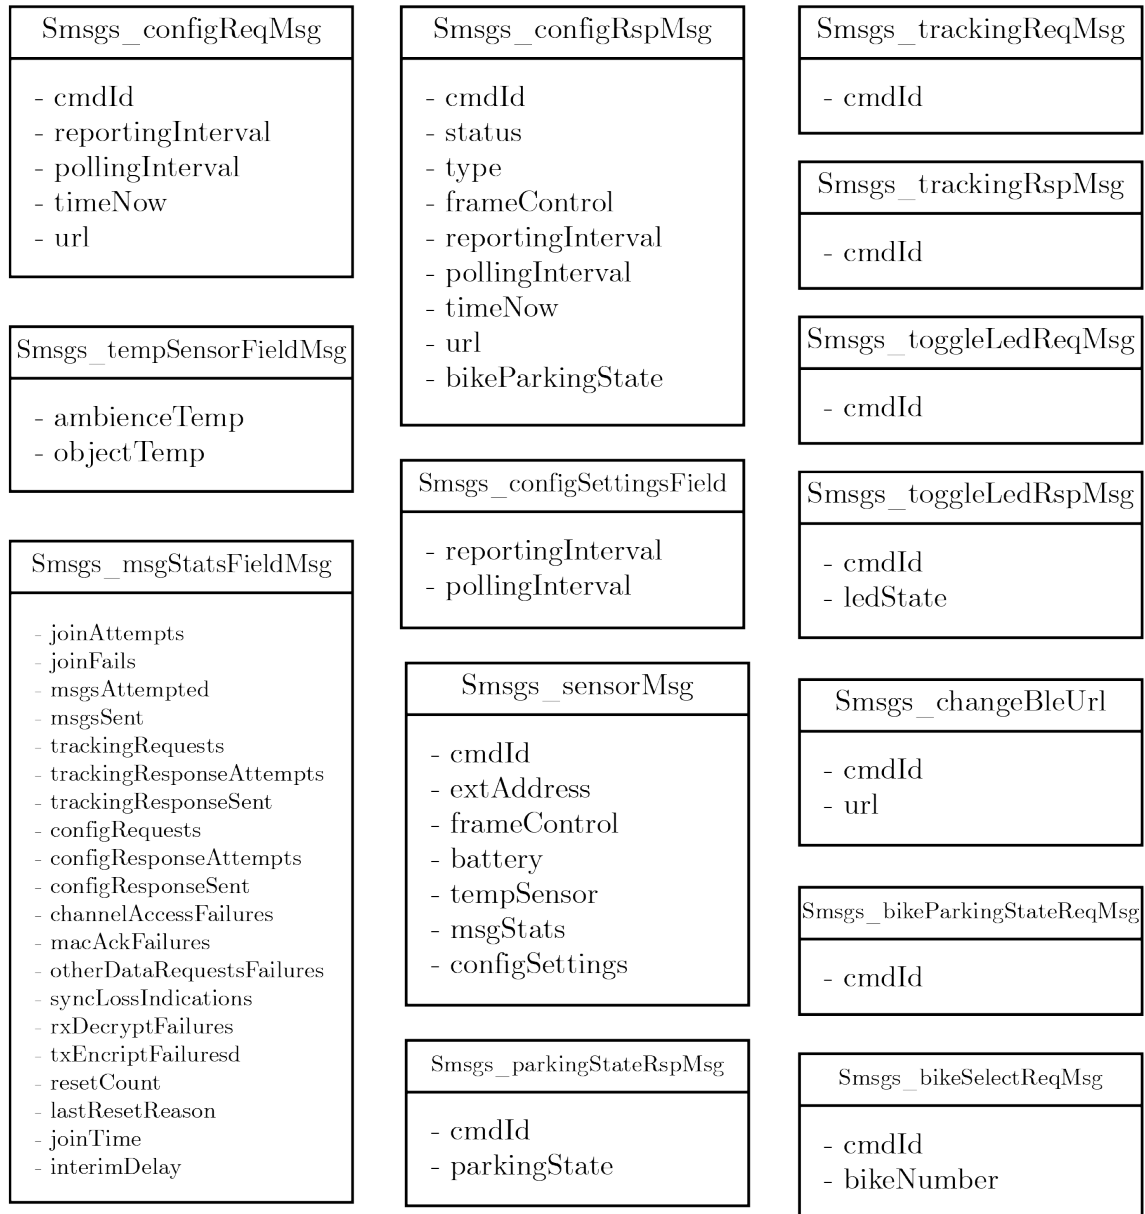 Smsgs_configReqMsg
- cmdId
- reportingInterval
- pollingInterval
- timeNow
- url
Smsgs_tempSensorFieldMsg
- ambienceTemp
- objectTemp
Smsgs_msgStatsFieldMsg
- joinAttempts
- joinFails
- msgsAttempted
- msgsSent
- trackingRequests
- trackingResponseAttempts
- trackingResponseSent
- configRequests
- configResponseAttempts
- configResponseSent
- channelAccessFailures
- macAckFailures
- otherDataRequestsFailures
- syncLossIndications
- rxDecryptFailures
- txEncriptFailuresd
- resetCount
- lastResetReason
- joinTime
- interimDelay
Smsgs_configRspMsg
- cmdId
- status
- type
- frameControl
- reportingInterval
- pollingInterval
- timeNow
- url
- bikeParkingState
Smsgs_configSettingsField
- reportingInterval
- pollingInterval
Smsgs_sensorMsg
- cmdId
- extAddress
- frameControl
- battery
- tempSensor
- msgStats
- configSettings
Smsgs_parkingStateRspMsg
- cmdId
- parkingState
Smsgs_trackingReqMsg
- cmdId
Smsgs_trackingRspMsg
- cmdId
Smsgs_toggleLedReqMsg
- cmdId
Smsgs_toggleLedRspMsg
- cmdId
- ledState
Smsgs_changeBleUrl
- cmdId
- url
Smsgs_bikeParkingStateReqMsg
- cmdId
Smsgs_bikeSelectReqMsg
- cmdId
- bikeNumber